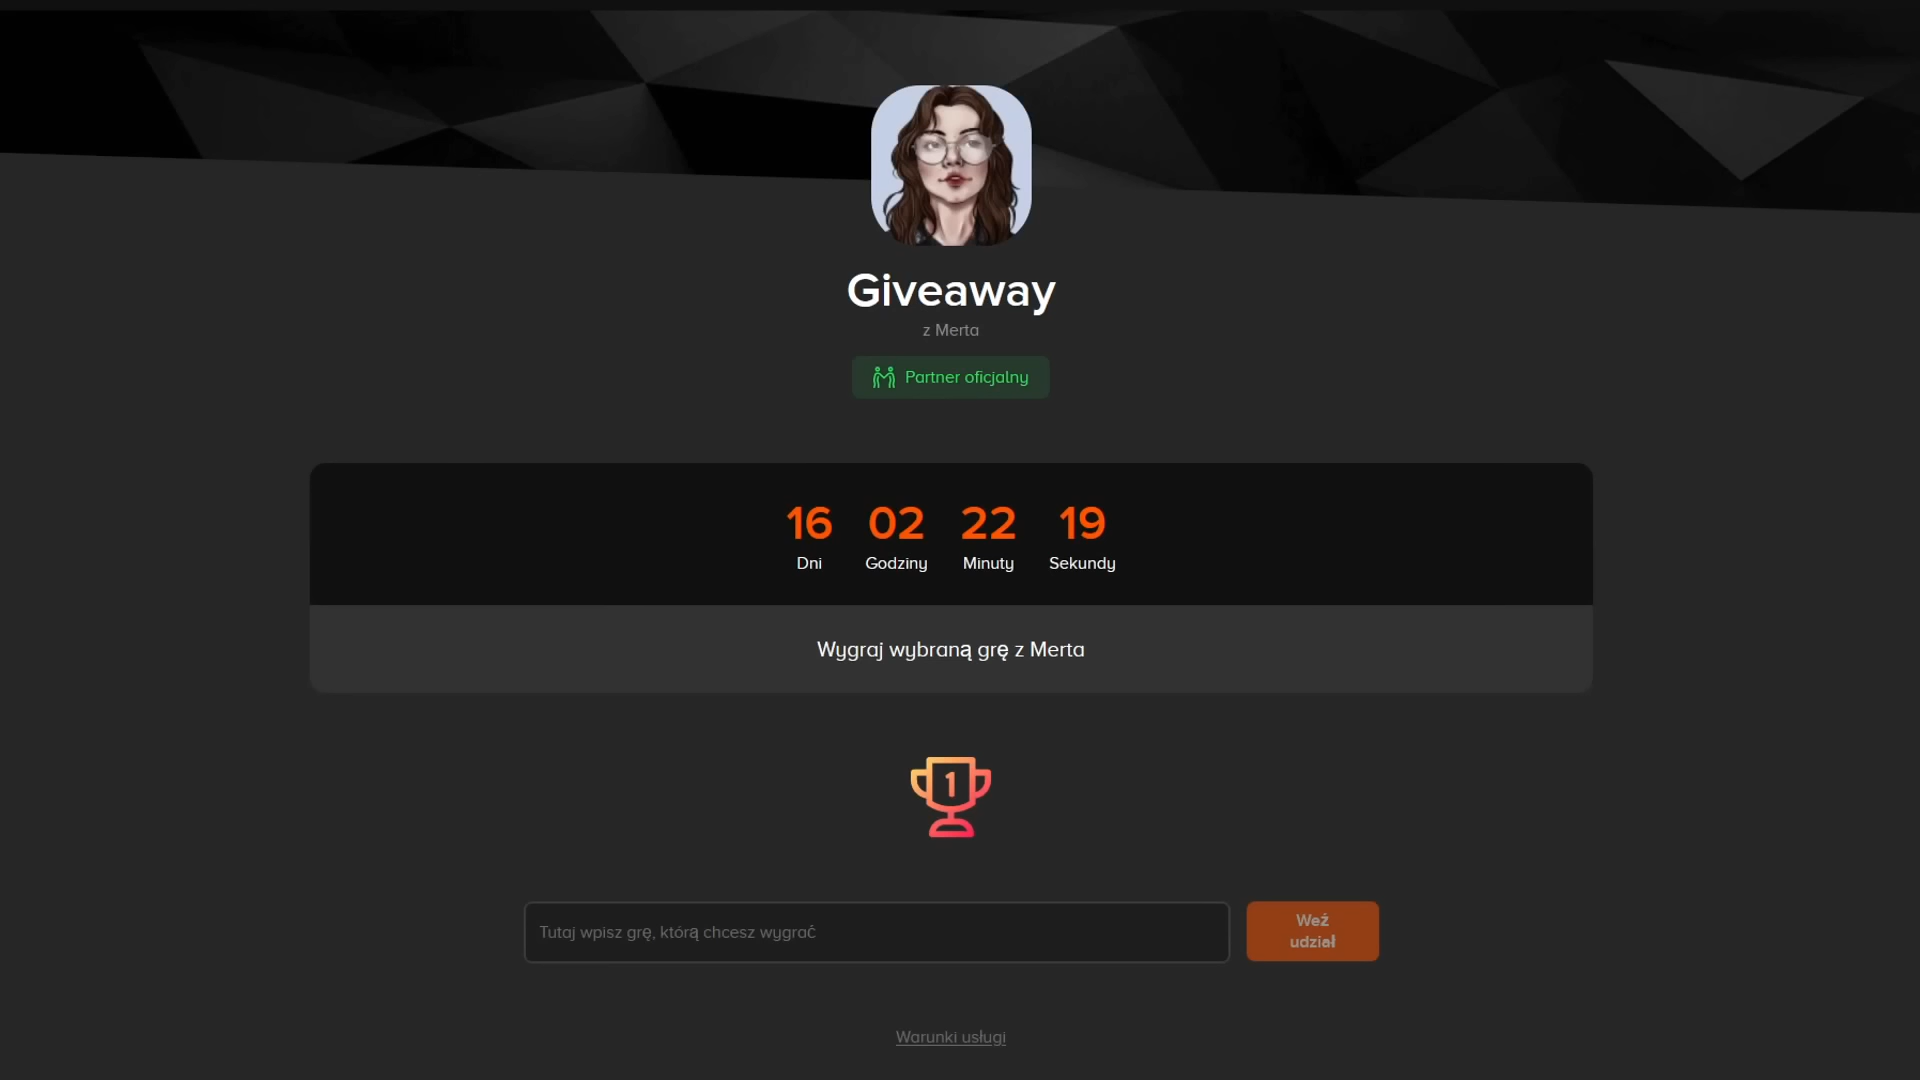 Giveaway
z Merta
Partner oficjalny
16 02 22 19
Dni Godziny Minuty Sekundy
Wygraj wybraną grę z Merta
1
Tutaj wpisz grę, którą chcesz wygrać
Weź
udział
Warunki usługi